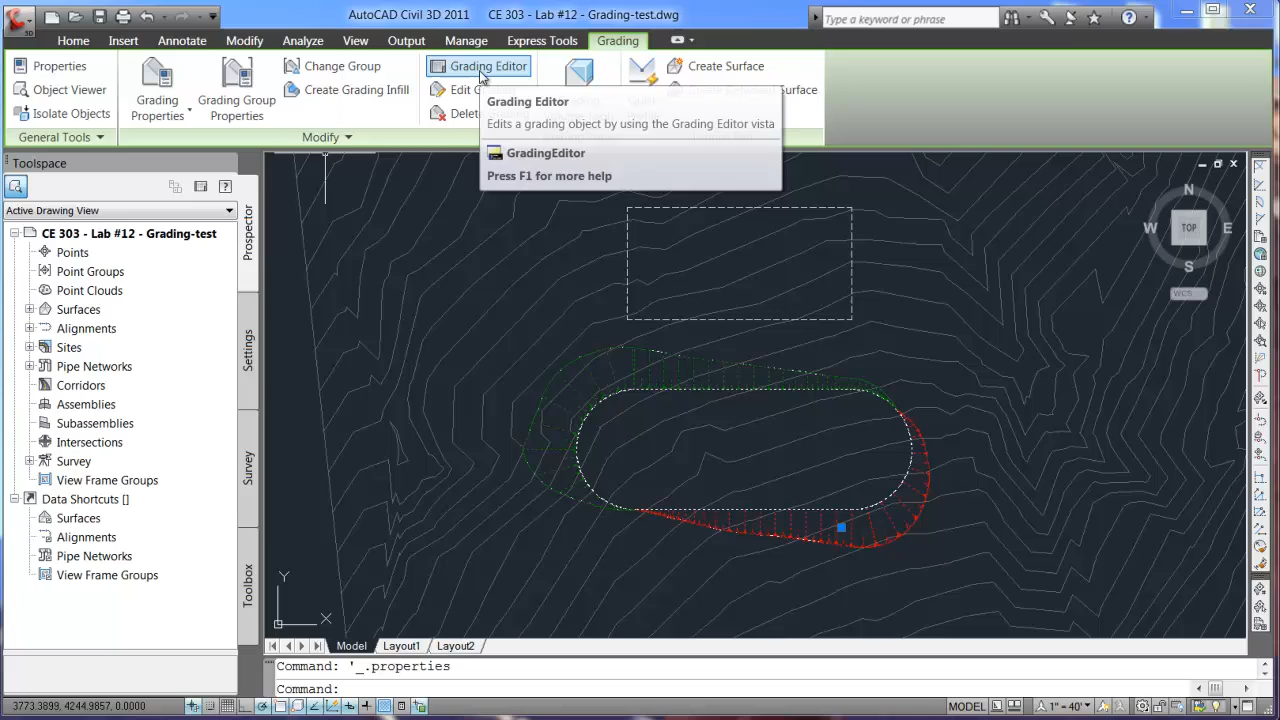 AutoCAD Civil 3D 2011 CE 303 - Lab #12 - Grading-test.dwg
Type a keyword or phrase
Home Insert Annotate Modify Analyze View Output Manage Express Tools Grading
Properties
Object Viewer
Isolate Objects
General Tools
Grading Properties
Grading Group Properties
Change Group
Create Grading Infill
Modify
Grading Editor
Edit
Delet
Create Surface
Surface
Grading Editor
Edits a grading object by using the Grading Editor vista
GradingEditor
Press F1 for more help
Toolspace
Active Drawing View
CE 303 - Lab #12 - Grading-test
Points
Point Groups
Point Clouds
Surfaces
Alignments
Sites
Pipe Networks
Corridors
Assemblies
Subassemblies
Intersections
Survey
View Frame Groups
Data Shortcuts []
Surfaces
Alignments
Pipe Networks
View Frame Groups
Prospector
Settings
Survey
Toolbox
N
W TOP E
S
WCS
Y
X
Model Layout1 Layout2
Command: '_.properties
Command:
3773.3899, 4244.9857, 0.0000
MODEL
1" = 40'